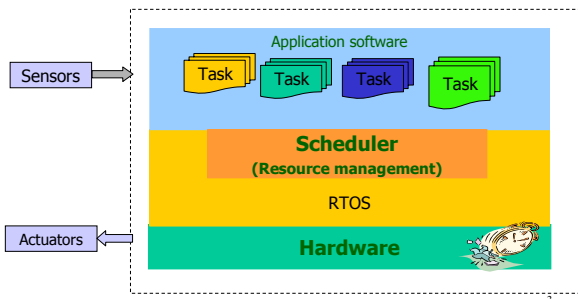 Application software
Sensors
Task
Task
Task
Task
Scheduler
(Resource management)
RTOS
Actuators
Hardware